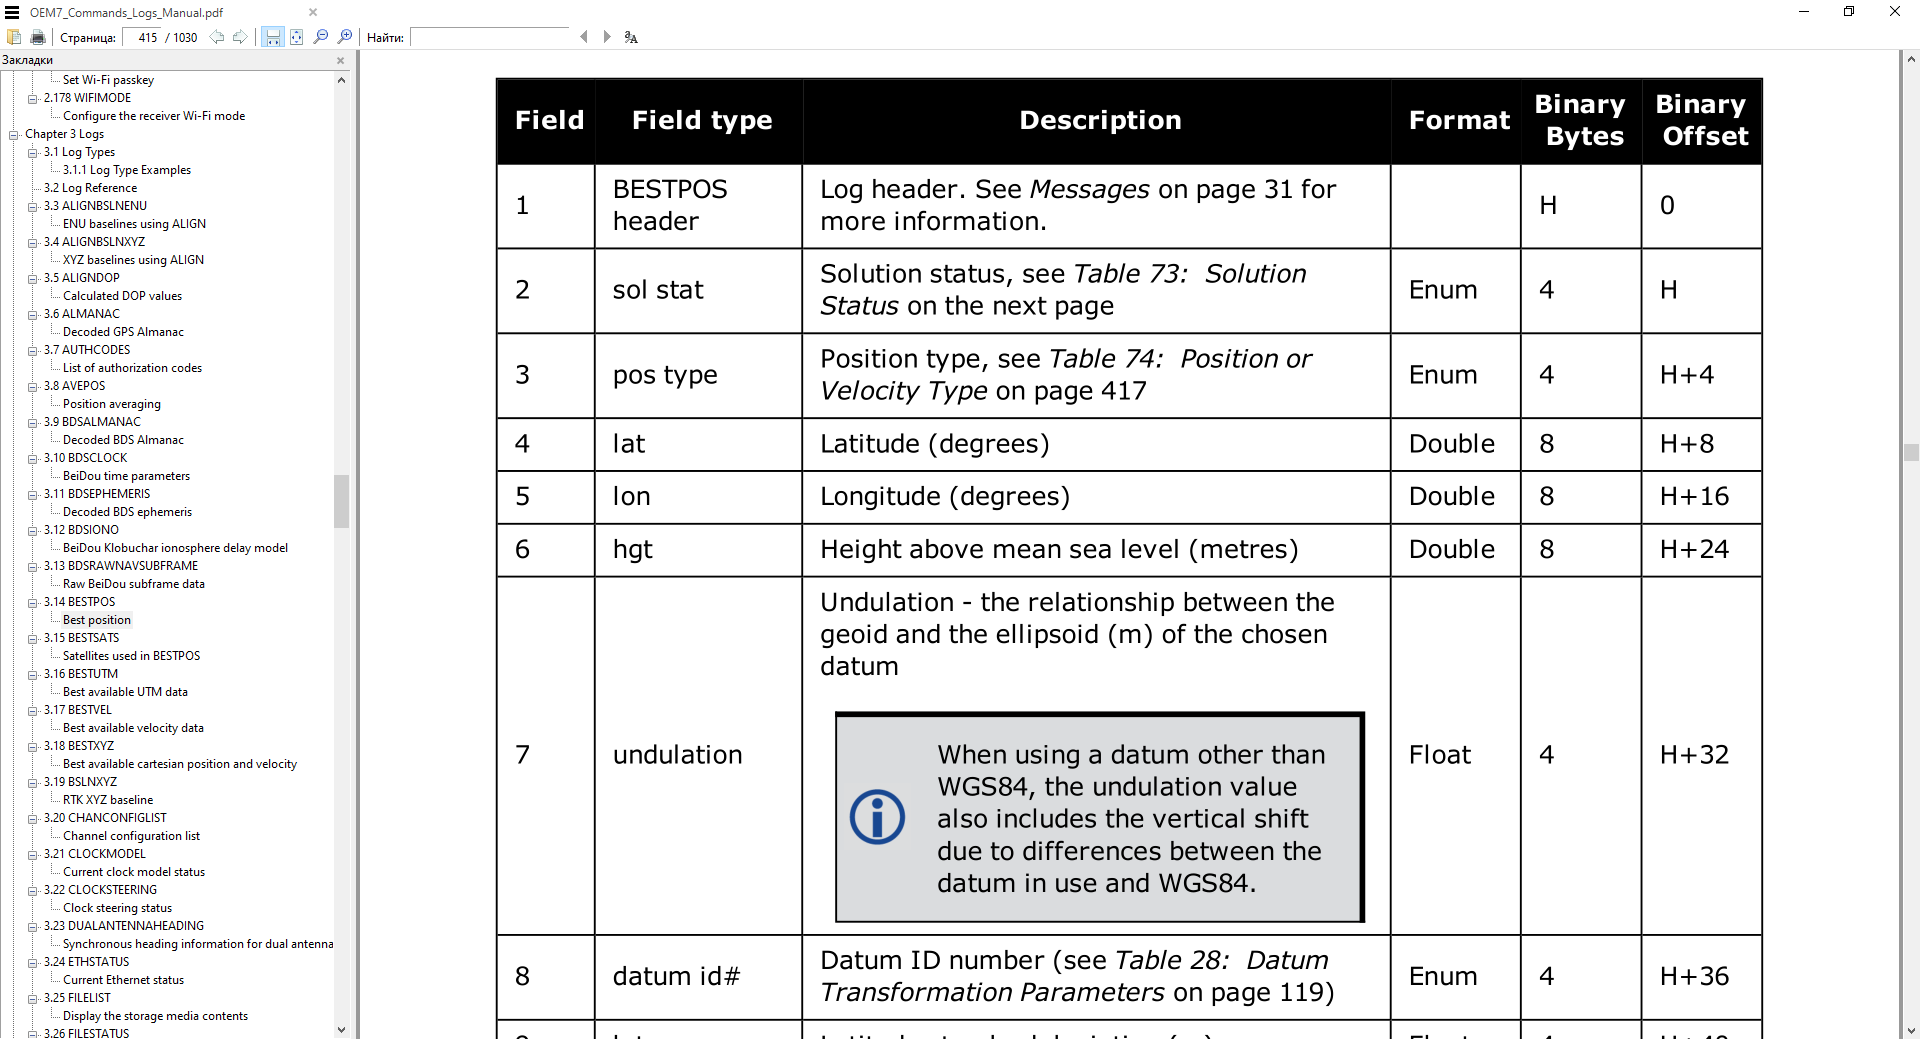 OEM7_Commands_Logs_Manual.pdf
Страница: 415 / 1030 Найти:
Закладки
Set Wi-Fi passkey
2.178 WIFIMODE
Configure the receiver Wi-Fi mode
Chapter 3 Logs
3.1 Log Types
3.1.1 Log Type Examples
3.2 Log Reference
3.3 ALIGNBSLNENU
ENU baselines using ALIGN
3.4 ALIGNBSLNXYZ
XYZ baselines using ALIGN
3.5 ALIGNDOP
Calculated DOP values
3.6 ALMANAC
Decoded GPS Almanac
3.7 AUTHCODES
List of authorization codes
3.8 AVEPOS
Position averaging
3.9 BDSALMANAC
Decoded BDS Almanac
3.10 BDSCLOCK
BeiDou time parameters
3.11 BDSEPHEMERIS
Decoded BDS ephemeris
3.12 BDSIONO
BeiDou Klobuchar ionosphere delay model
3.13 BDSRAWNAVSUBFRAME
Raw BeiDou subframe data
3.14 BESTPOS
Best position
3.15 BESTSATS
Satellites used in BESTPOS
3.16 BESTUTM
Best available UTM data
3.17 BESTVEL
Best available velocity data
3.18 BESTXYZ
Best available cartesian position and velocity
3.19 BSLNXYZ
RTK XYZ baseline
3.20 CHANCONFIGLIST
Channel configuration list
3.21 CLOCKMODEL
Current clock model status
3.22 CLOCKSTEERING
Clock steering status
3.23 DUALANTENNAHEADING
Synchronous heading information for dual antenna
3.24 ETHSTATUS
Current Ethernet status
3.25 FILELIST
Display the storage media contents
3.26 FILESTATUS
Field Field type Description Format Binary Bytes Binary Offset
1 BESTPOS header Log header. See Messages on page 31 for
more information. H 0
2 sol stat Solution status, see Table 73: Solution
Status on the next page Enum 4 H
3 pos type Position type, see Table 74: Position or
Velocity Type on page 417 Enum 4 H+4
4 lat Latitude (degrees) Double 8 H+8
5 lon Longitude (degrees) Double 8 H+16
6 hgt Height above mean sea level (metres) Double 8 H+24
7 undulation Undulation - the relationship between the
geoid and the ellipsoid (m) of the chosen
datum
When using a datum other than
WGS84, the undulation value
also includes the vertical shift
due to differences between the
datum in use and WGS84.
Float 4 H+32
8 datum id# Datum ID number (see Table 28: Datum
Transformation Parameters on page 119) Enum 4 H+36